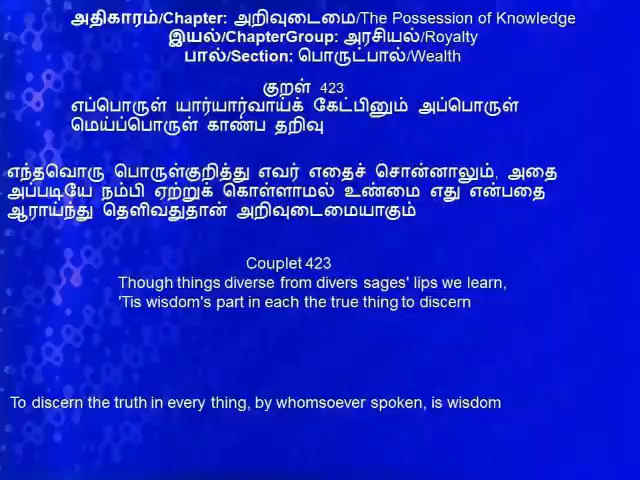 அதிகாரம்/Chapter: அறிவுடைமை/The Possession of Knowledge
இயல்/ChapterGroup: அரசியல்/Royalty
பால்/Section: பொருட்பால்/Wealth
குறள் 423
எப்பொருள் யார்யார்வாய்க் கேட்பினும் அப்பொருள்
மெய்ப்பொருள் காண்ப தறிவு
எந்தவொரு பொருள்குறித்து எவர் எதைச் சொன்னாலும், அதை
அப்படியே நம்பி ஏற்றுக் கொள்ளாமல் உண்மை எது என்பதை
ஆராய்ந்து தெளிவதுதான் அறிவுடைமையாகும்
Couplet 423
Though things diverse from divers sages' lips we learn,
'Tis wisdom's part in each the true thing to discern
To discern the truth in every thing, by whomsoever spoken, is wisdom